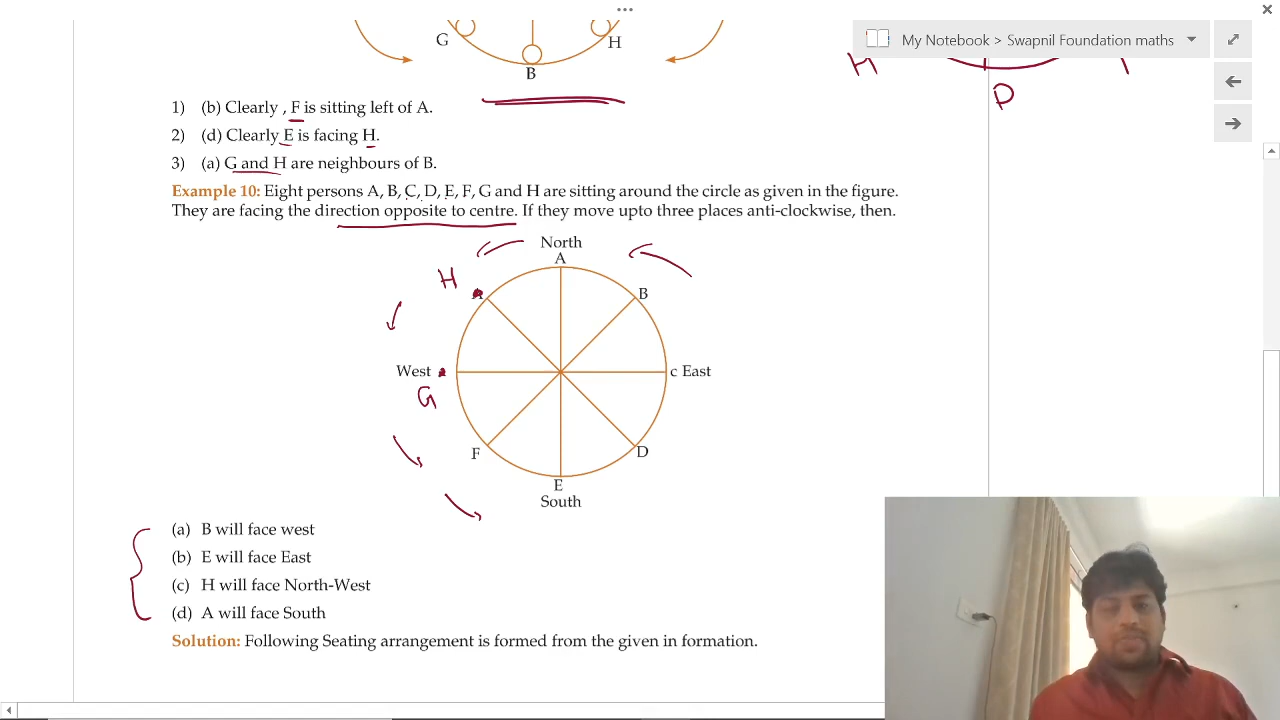 G
H
B
My Notebook > Swapnil Foundation maths
H
D
1) (b) Clearly , F is sitting left of A.
2) (d) Clearly E is facing H.
3) (a) G and H are neighbours of B.
Example 10: Eight persons A, B, C, D, E, F, G and H are sitting around the circle as given in the figure.
They are facing the direction opposite to centre. If they move upto three places anti-clockwise, then.
North
A
H
B
West
c East
G
F
D
E
South
(a) B will face west
(b) E will face East
(c) H will face North-West
(d) A will face South
Solution: Following Seating arrangement is formed from the given in formation.